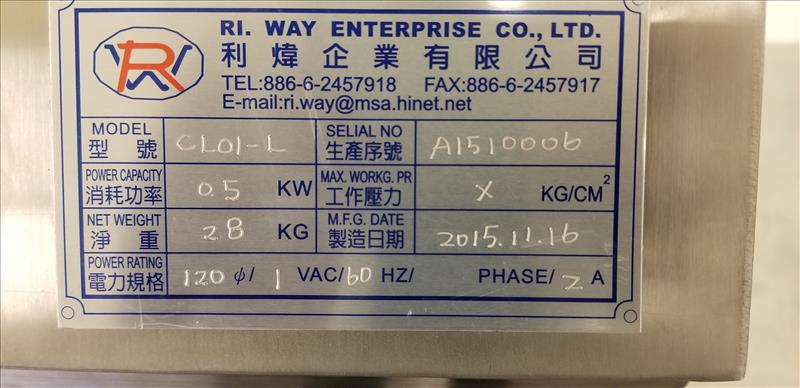 RW
RI. WAY ENTERPRISE CO., LTD.
利煒企業有限公司
TEL:886-6-2457918 FAX:886-6-2457917
E-mail:ri.way@msa.hinet.net
MODEL CL01-L SELIAL NO A1510006
型號 生產序號
POWER CAPACITY 0.5 KW MAX. WORKG. PR X KG/CM2
消耗功率 工作壓力
NET WEIGHT 28 KG M.F.G. DATE 2015.11.16
淨重 製造日期
POWER RATING 120 φ/ 1 VAC/60 HZ/ PHASE/ 2 A
電力規格